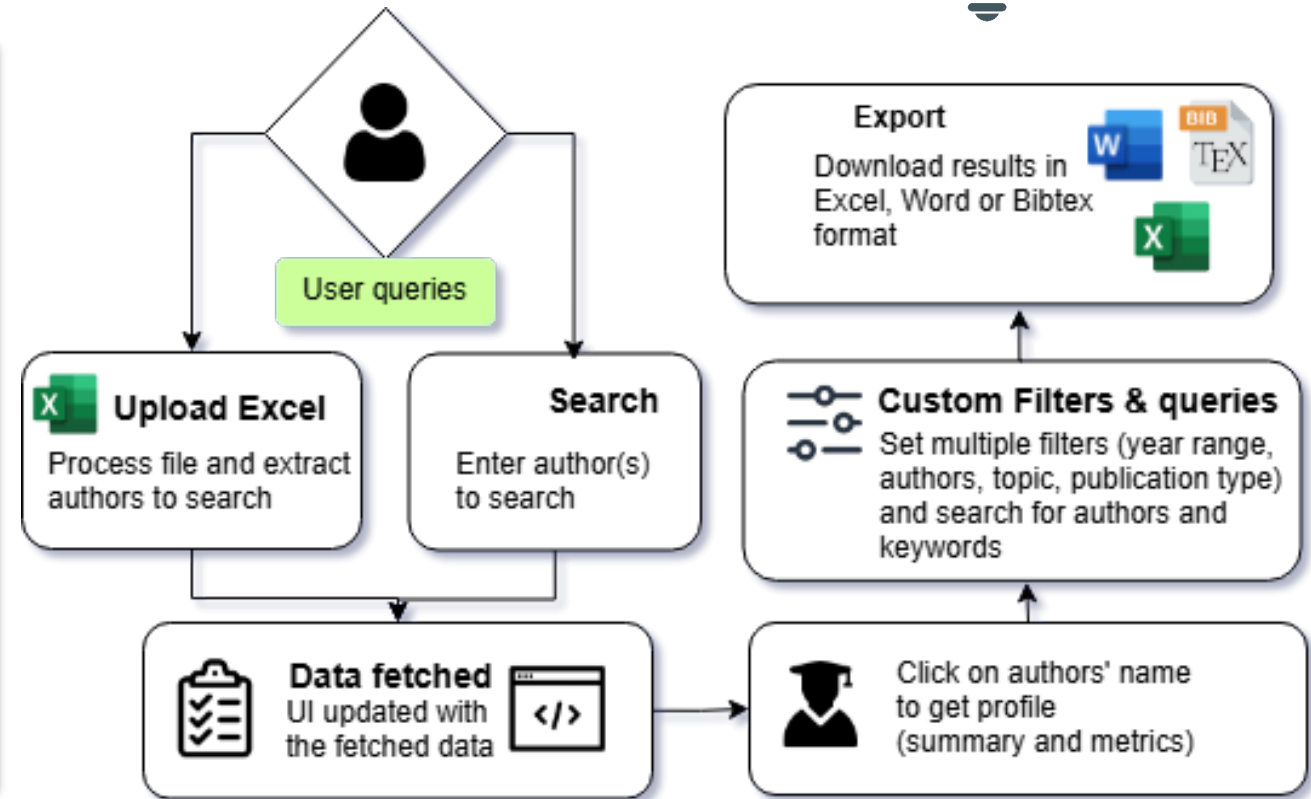 User queries
X
Upload Excel
Process file and extract
authors to search
Search
Enter author(s)
to search
Data fetched
UI updated with
the fetched data
</>
Click on authors' name
to get profile
(summary and metrics)
Custom Filters & queries
Set multiple filters (year range,
authors, topic, publication type)
and search for authors and
keywords
Export
Download results in
Excel, Word or Bibtex
format
W
BIB
TEX
X